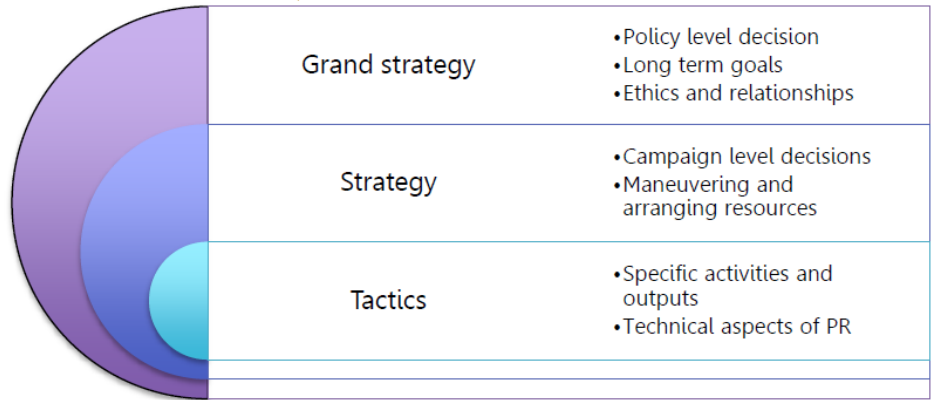 Grand strategy
•Policy level decision
•Long term goals
•Ethics and relationships
Strategy
•Campaign level decisions
•Maneuvering and
arranging resources
Tactics
•Specific activities and
outputs
•Technical aspects of PR